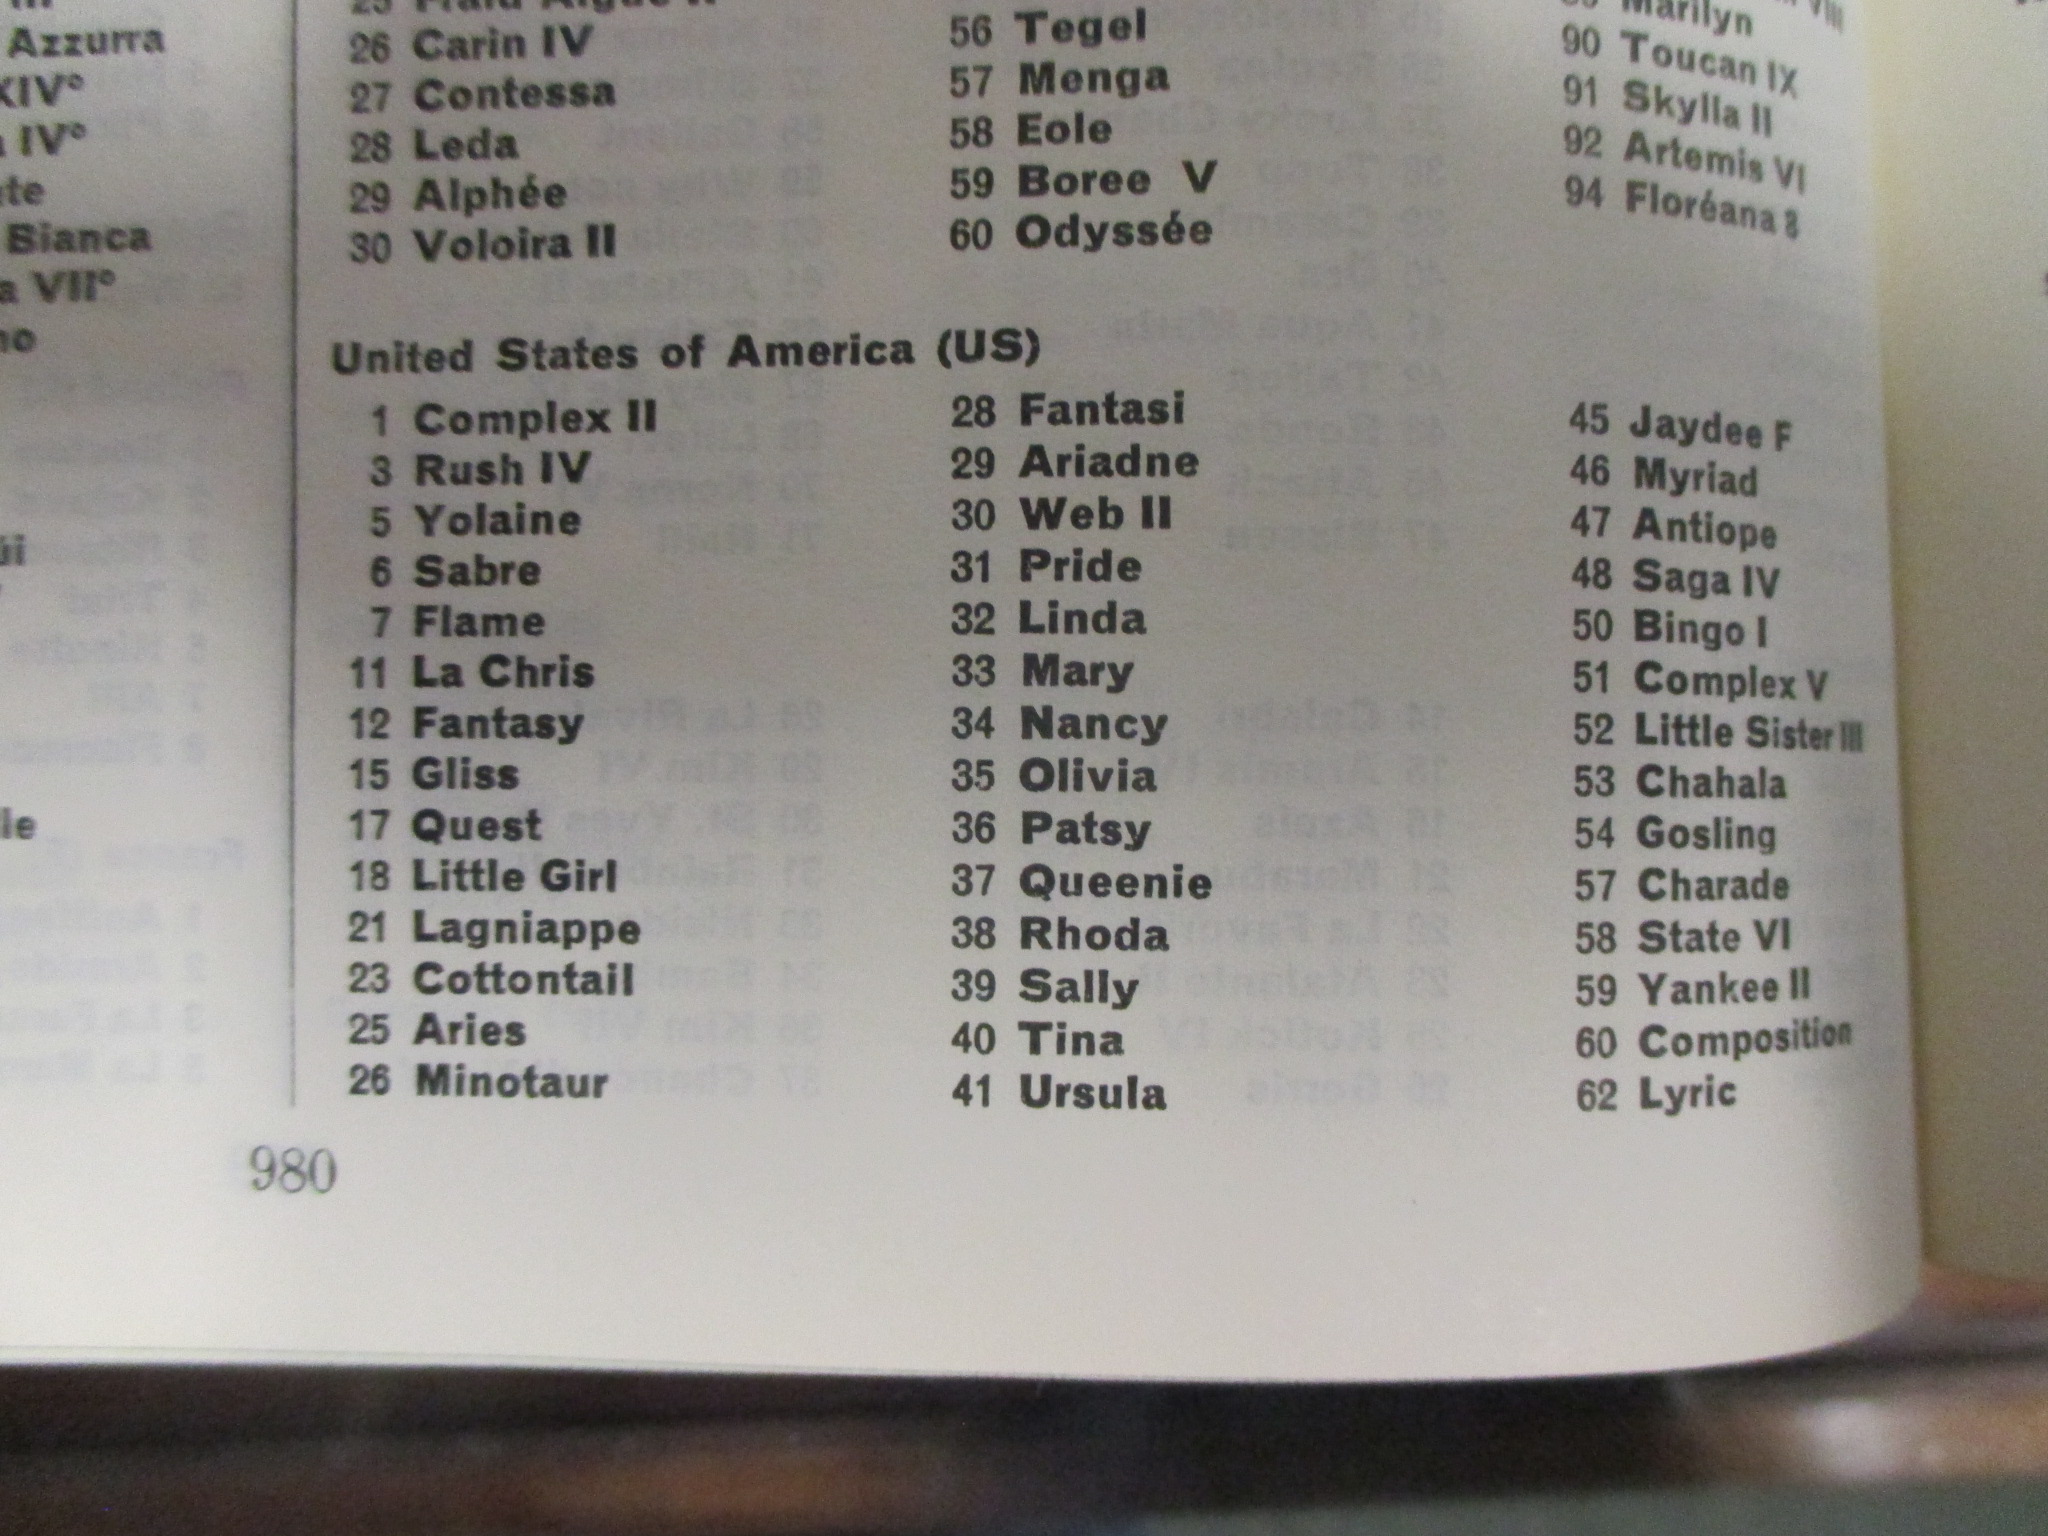 Azzurra
XIVº
IVº
Bianca
VIIº
26 Carin IV
27 Contessa
28 Leda
29 Alphée
30 Voloira II
56 Tegel
57 Menga
58 Eole
59 Boree V
60 Odyssée
Marilyn
90 Toucan IX
91 Skylla II
92 Artemis VI
94 Floréana 8
United States of America (US)
1 Complex II
3 Rush IV
5 Yolaine
6 Sabre
7 Flame
11 La Chris
12 Fantasy
15 Gliss
17 Quest
18 Little Girl
21 Lagniappe
23 Cottontail
25 Aries
26 Minotaur
28 Fantasi
29 Ariadne
30 Web II
31 Pride
32 Linda
33 Mary
34 Nancy
35 Olivia
36 Patsy
37 Queenie
38 Rhoda
39 Sally
40 Tina
41 Ursula
45 Jaydee F
46 Myriad
47 Antiope
48 Saga IV
50 Bingo I
51 Complex V
52 Little Sister III
53 Chahala
54 Gosling
57 Charade
58 State VI
59 Yankee II
60 Composition
62 Lyric
980